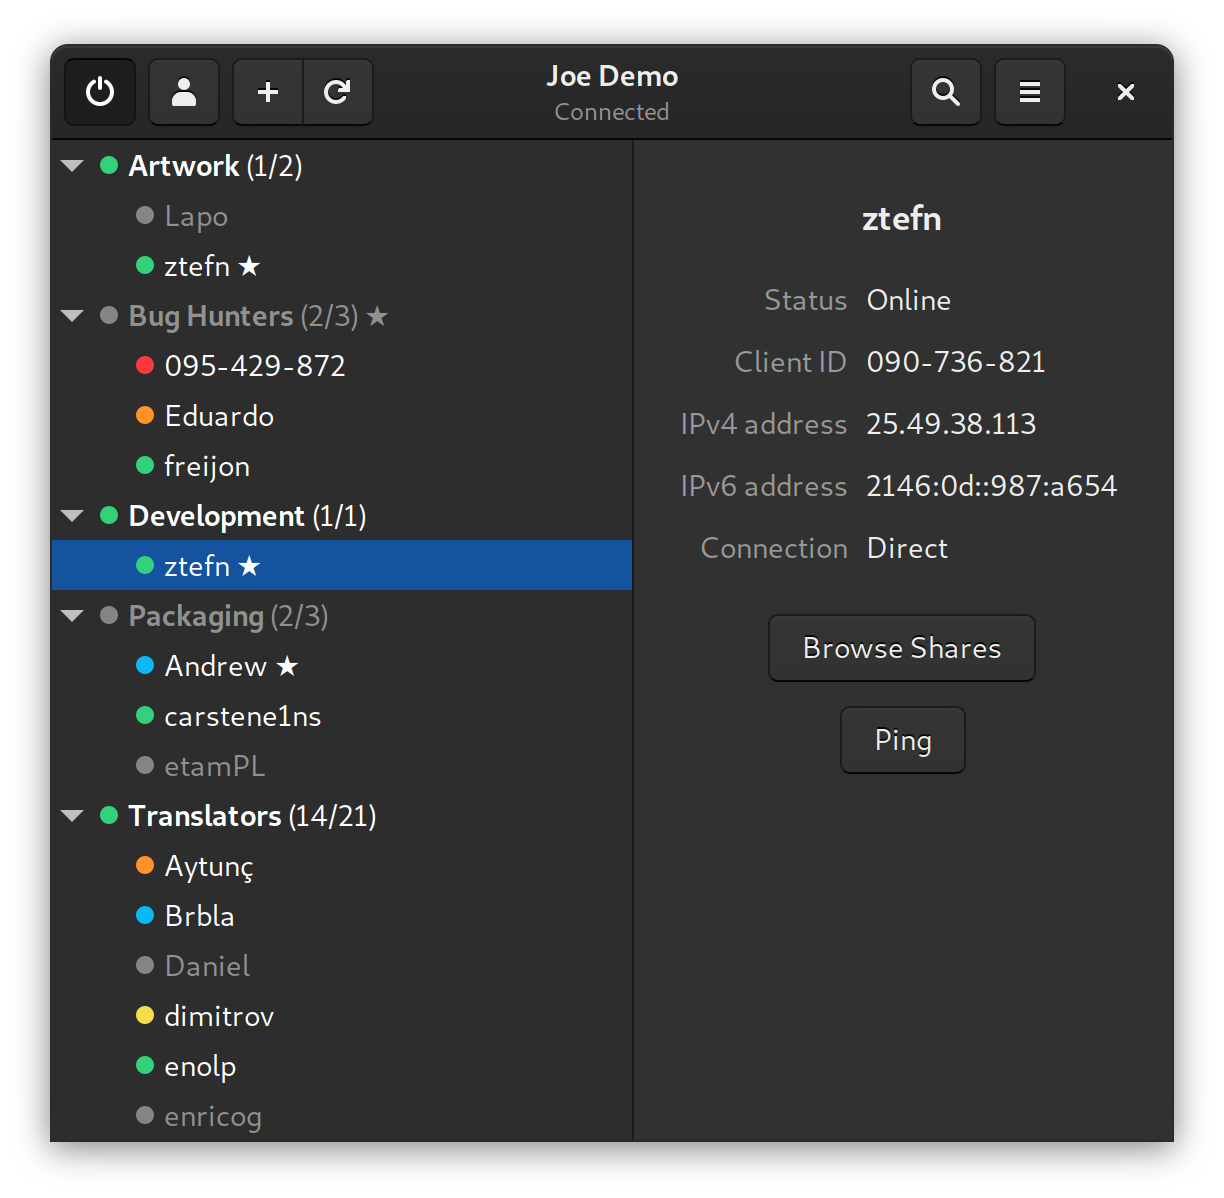 Joe Demo
Connected
Artwork (1/2)
Lapo
ztefn ★
Bug Hunters (2/3) ★
095-429-872
Eduardo
freijon
Development (1/1)
ztefn ★
Packaging (2/3)
Andrew ★
carstene1ns
etamPL
Translators (14/21)
Aytunç
Brbla
Daniel
dimitrov
enolp
enricog
ztefn
Status Online
Client ID 090-736-821
IPv4 address 25.49.38.113
IPv6 address 2146:0d::987:a654
Connection Direct
Browse Shares
Ping